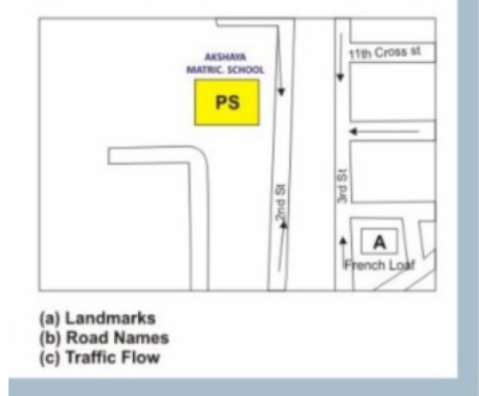 AKSHAYA
MATRIC. SCHOOL
PS
11th Cross st
2nd St
3rd St
A
French Loaf
(a) Landmarks
(b) Road Names
(c) Traffic Flow